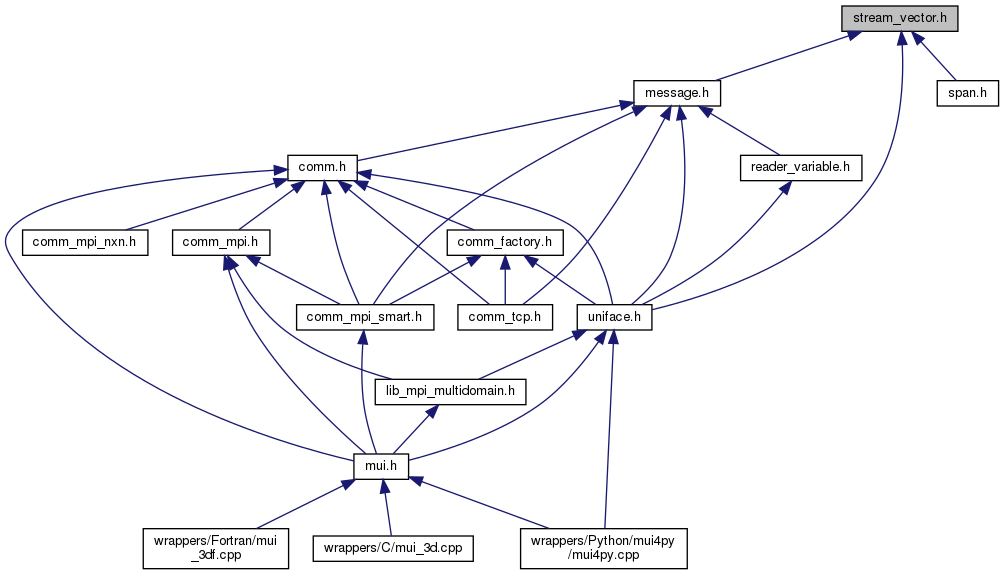 stream_vector.h
message.h
span.h
comm.h
reader_variable.h
comm_mpi_nxn.h
comm_mpi.h
comm_factory.h
comm_mpi_smart.h
comm_tcp.h
uniface.h
lib_mpi_multidomain.h
mui.h
wrappers/Fortran/mui
_3df.cpp
wrappers/C/mui_3d.cpp
wrappers/Python/mui4py
/mui4py.cpp